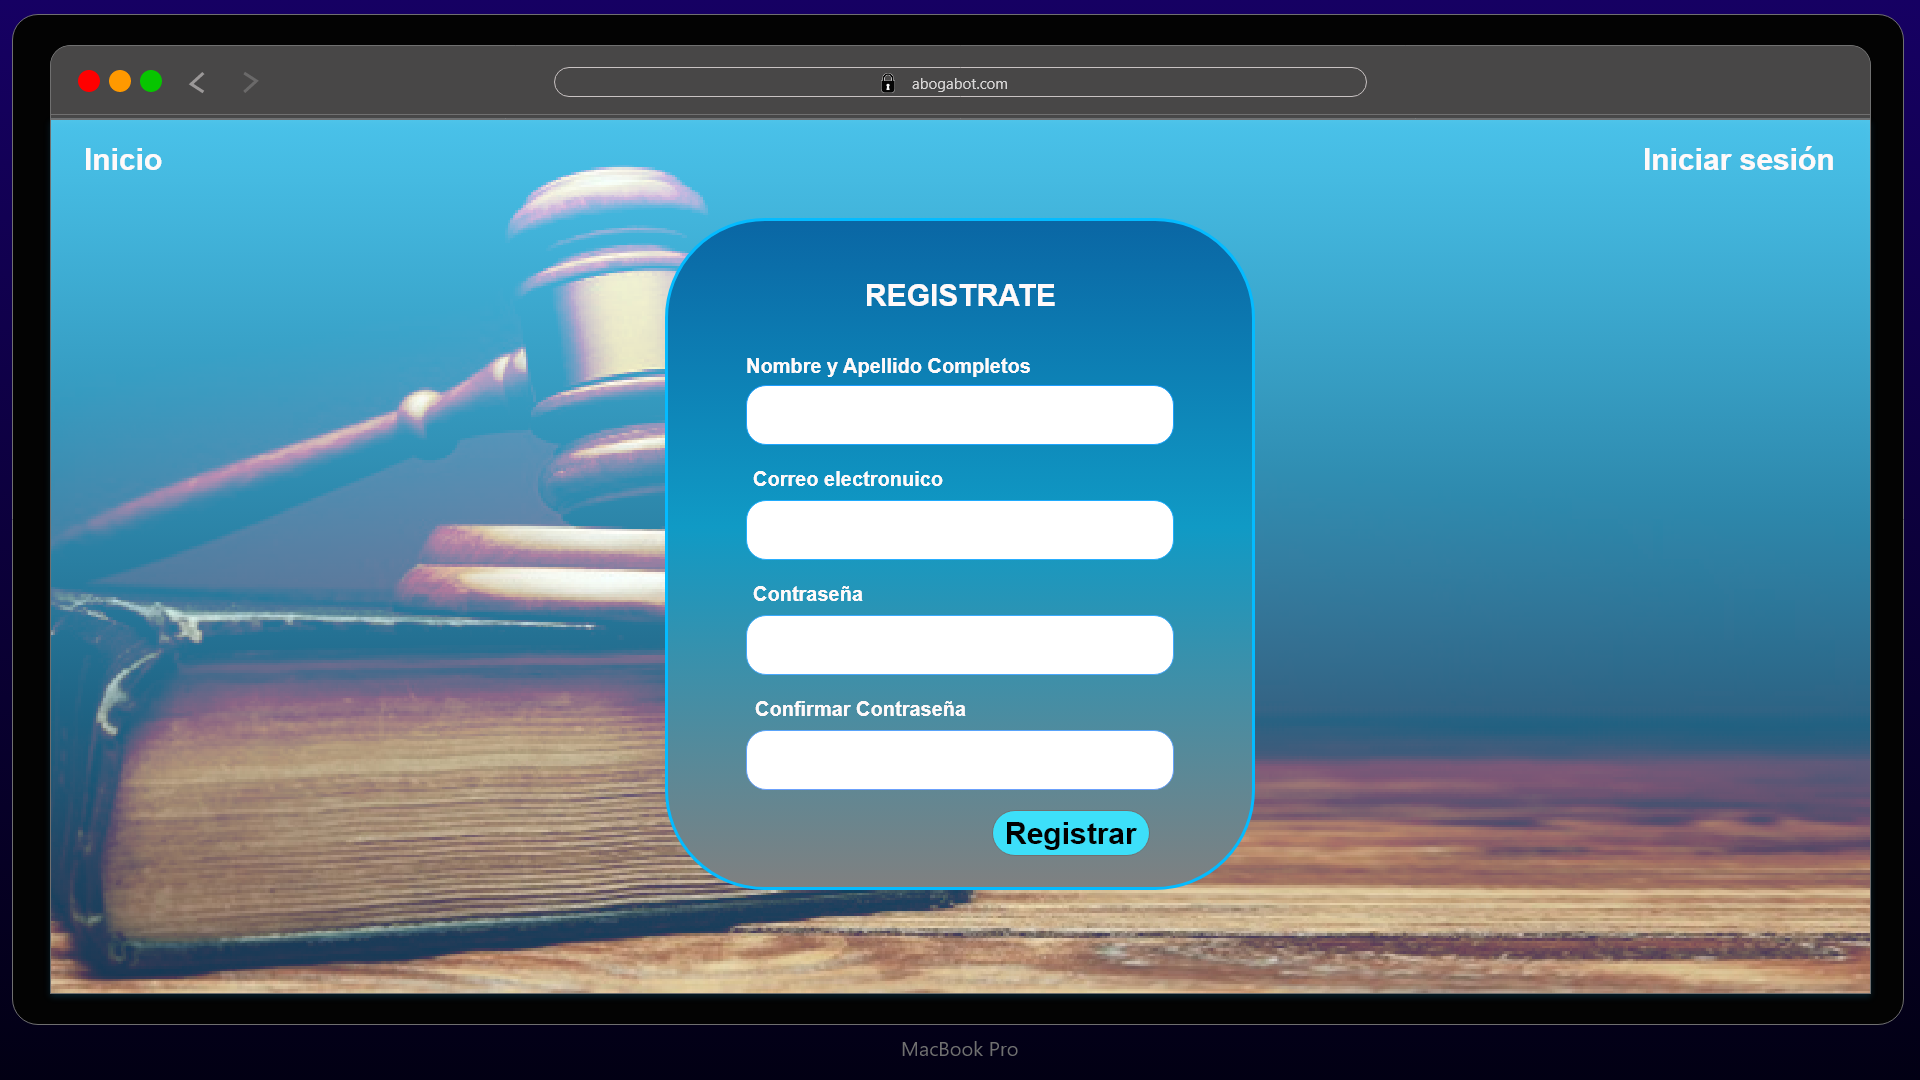 abogabot.com
Inicio
Iniciar sesión
REGISTRATE
Nombre y Apellido Completos
Correo electronuico
Contraseña
Confirmar Contraseña
Registrar
MacBook Pro